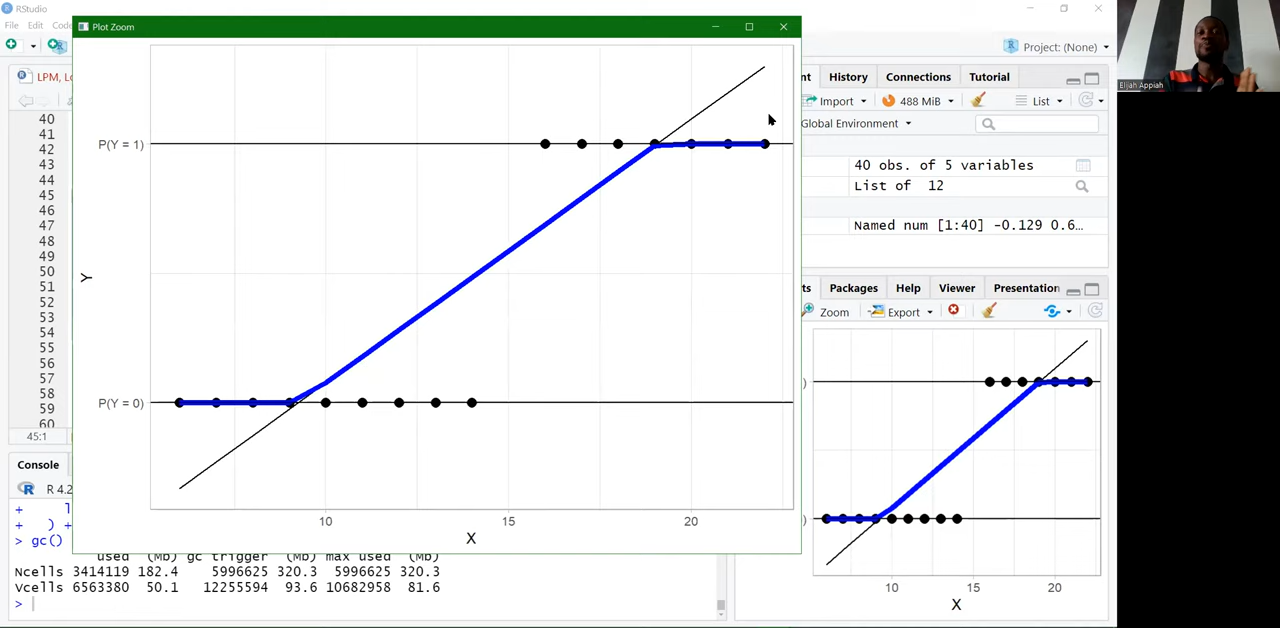 RStudio
File Edit Code
Plot Zoom
Project: (None)
LPM, Lo
nt History Connections Tutorial
Import 488 MiB List
Global Environment
40 obs. of 5 variables
List of 12
Named num [1:40] -0.129 0.6…
40
41
42
43
44
45
46
47
48
49
50
51
52
53
54
55
56
57
58
59
60
45:1
P(Y = 1)
Y
P(Y = 0)
10 15 20
X
ts Packages Help Viewer Presentation
Zoom Export
)
)
10 15 20
X
Console
R R 4.2
+ l
+ ) +
> gc()
used (Mb) gc trigger (Mb) max used (Mb)
Ncells 3414119 182.4 5996625 320.3 5996625 320.3
Vcells 6563380 50.1 12255594 93.6 10682958 81.6
>
Elijah Appiah